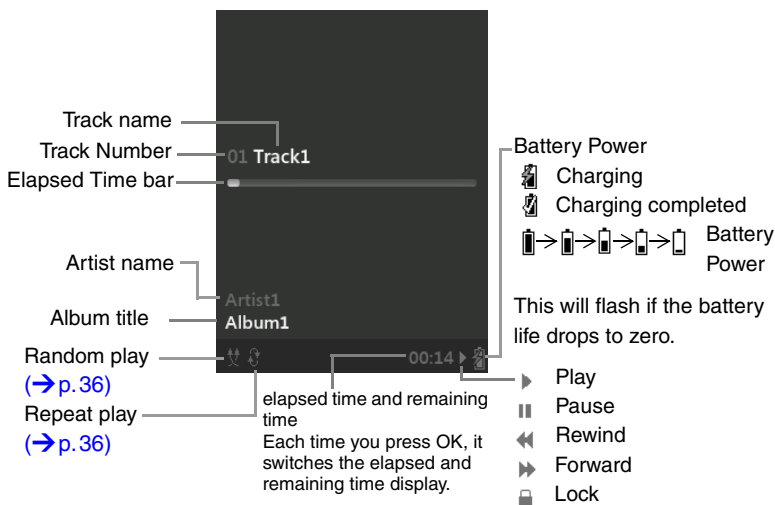 Track name
Track Number
Elapsed Time bar
01 Track1
Artist name
Album title
Artist1
Album1
Random play
(➔p. 36)
Repeat play
(➔p. 36)
00:14
elapsed time and remaining
time
Each time you press OK, it
switches the elapsed and
remaining time display.
Battery Power
Charging
Charging completed
Battery
Power
This will flash if the battery
life drops to zero.
Play
Pause
Rewind
Forward
Lock